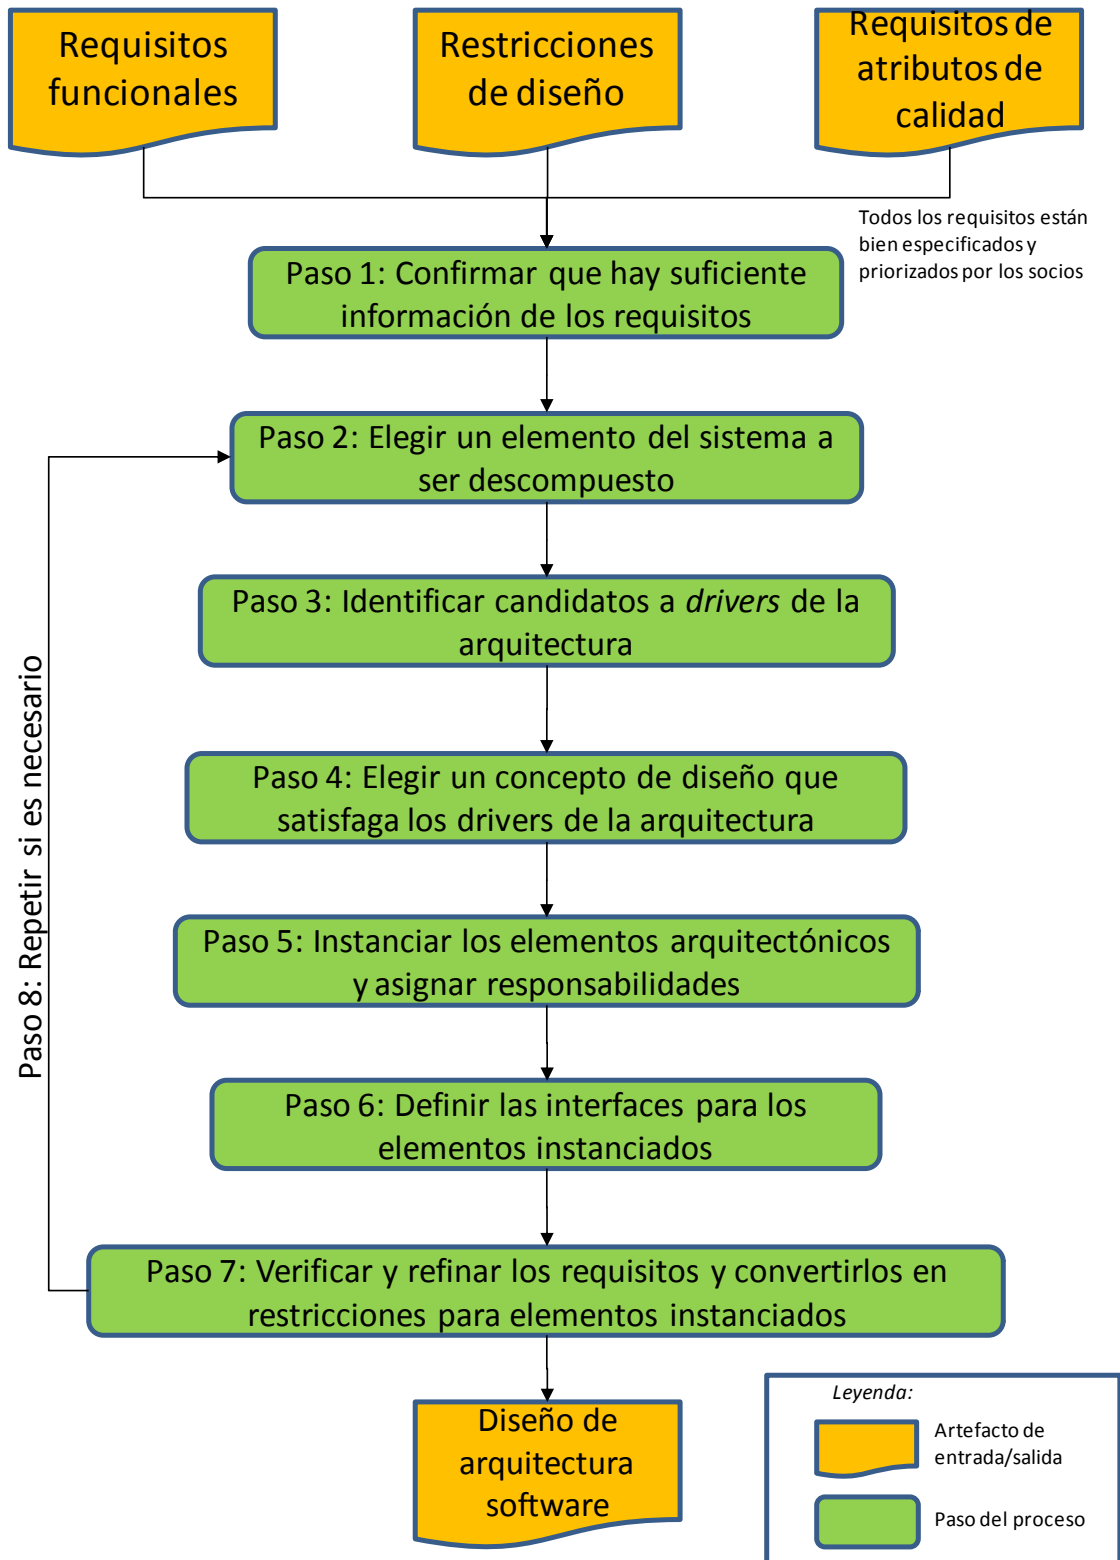 Requisitos
funcionales
Restricciones
de diseño
Requisitos de
atributos de
calidad
Todos los requisitos están
bien especificados y
priorizados por los socios
Paso 1: Confirmar que hay suficiente
información de los requisitos
Paso 2: Elegir un elemento del sistema a
ser descompuesto
Paso 3: Identificar candidatos a drivers de la
arquitectura
Paso 4: Elegir un concepto de diseño que
satisfaga los drivers de la arquitectura
Paso 5: Instanciar los elementos arquitectónicos
y asignar responsabilidades
Paso 6: Definir las interfaces para los
elementos instanciados
Paso 7: Verificar y refinar los requisitos y convertirlos en
restricciones para elementos instanciados
Paso 8: Repetir si es necesario
Diseño de
arquitectura
software
Leyenda:
Artefacto de
entrada/salida
Paso del proceso